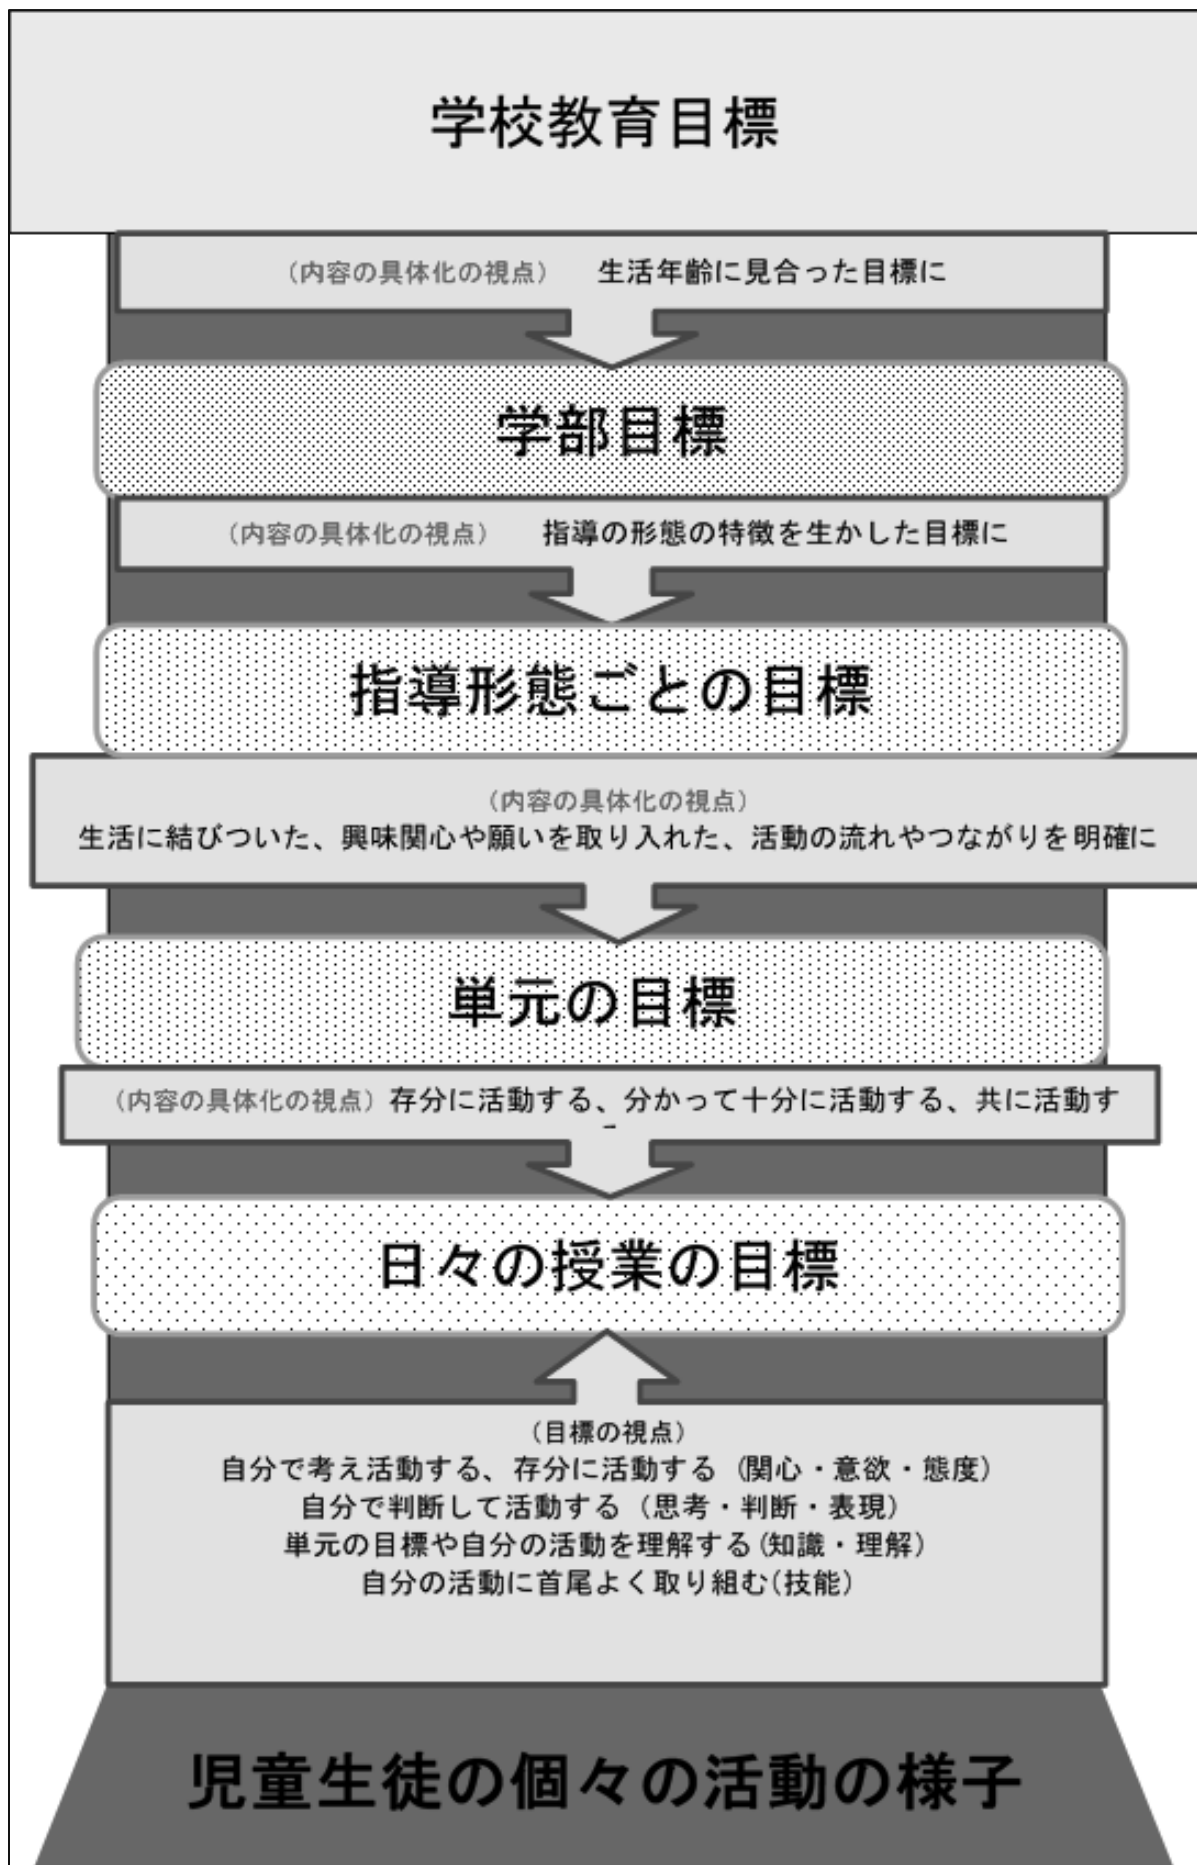 学校教育目標
（内容の具体化の視点） 生活年齢に見合った目標に
学部目標
（内容の具体化の視点） 指導の形態の特徴を生かした目標に
指導形態ごとの目標
（内容の具体化の視点）
生活に結びついた、興味関心や願いを取り入れた、活動の流れやつながりを明確に
単元の目標
（内容の具体化の視点）存分に活動する、分かって十分に活動する、共に活動す
日々の授業の目標
（目標の視点）
自分で考え活動する、存分に活動する（関心・意欲・態度）
自分で判断して活動する（思考・判断・表現）
単元の目標や自分の活動を理解する(知識・理解）
自分の活動に首尾よく取り組む(技能）
児童生徒の個々の活動の様子